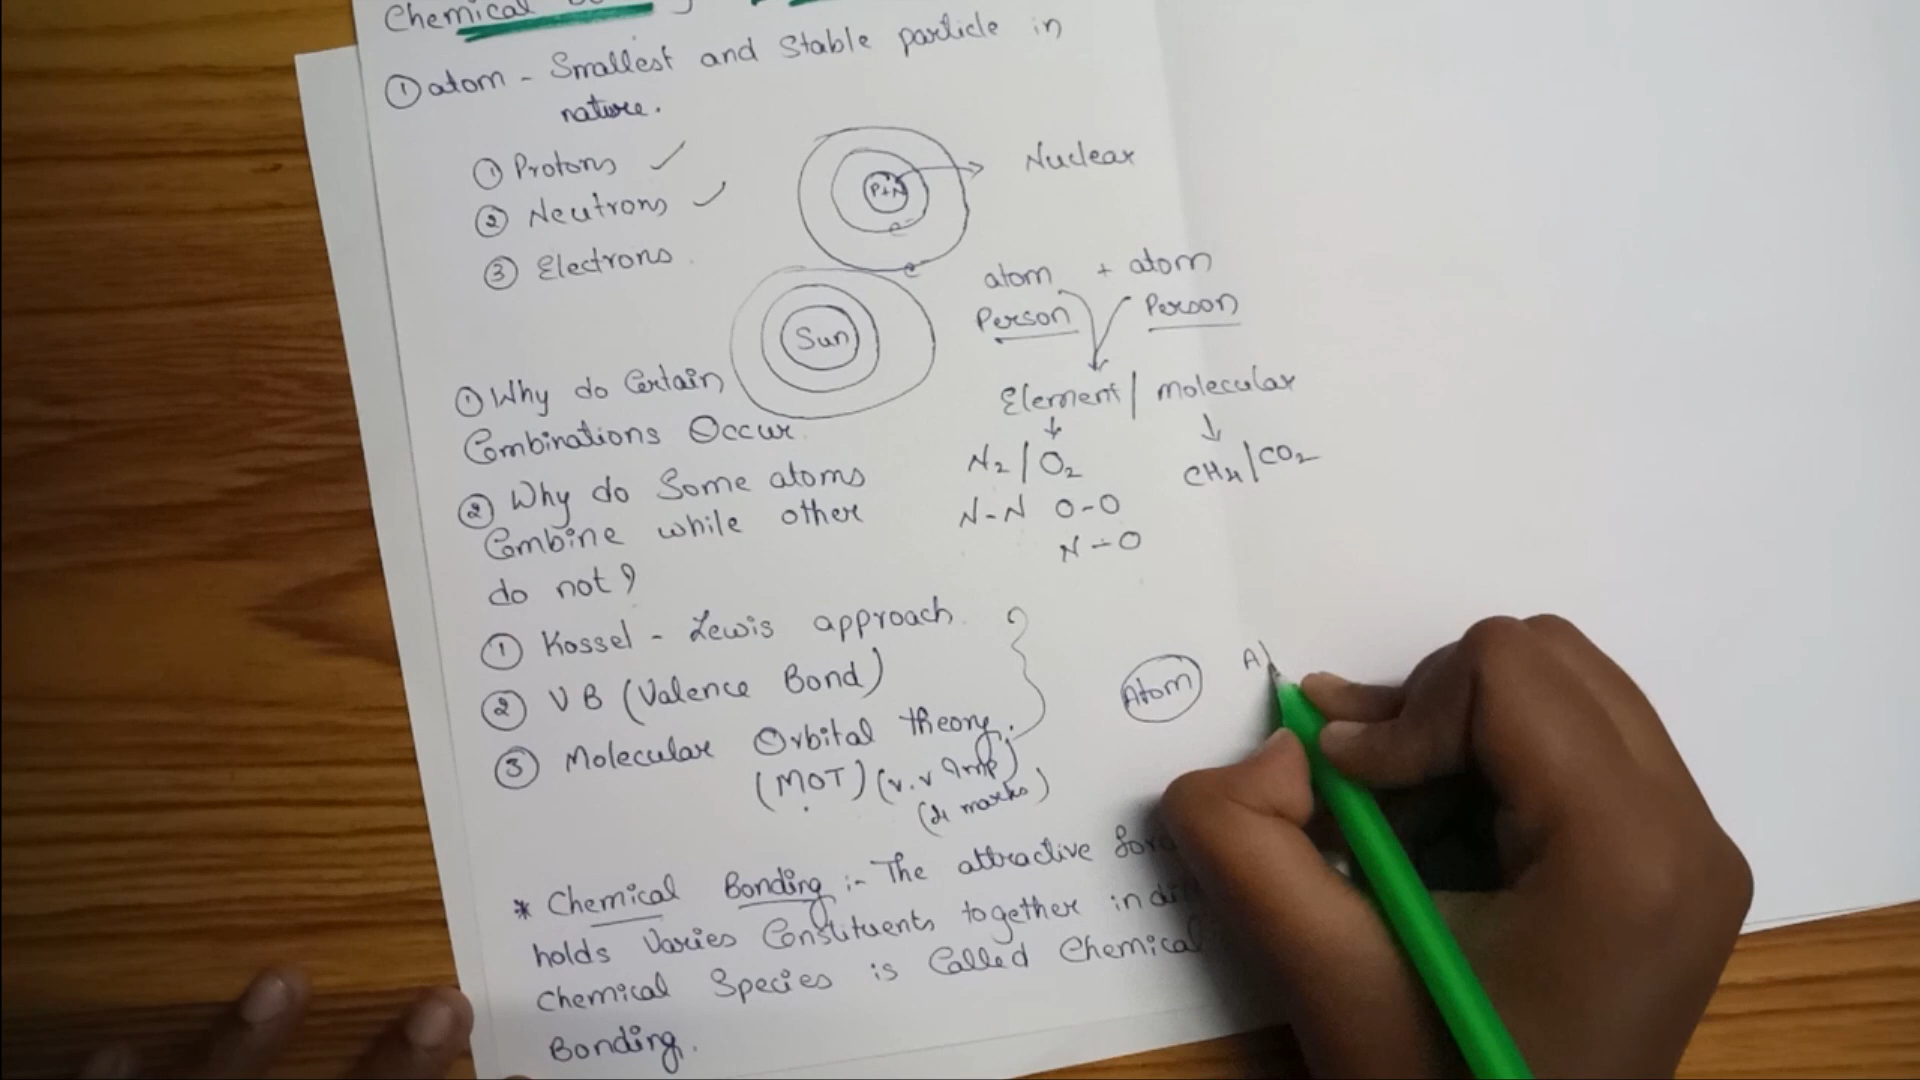 Chemical
① atom - Smallest and Stable particle in
nature.
① Protons ✓
② Neutrons ✓
③ Electrons
P+N
e
e
Nuclear
Sun
atom + atom
Person Person
Element / molecular
N₂ / O₂
CH₄ / CO₂
N-N O-O
N-O
① Why do Certain
Combinations Occur
② Why do Some atoms
Combine while other
do not?
① Kossel - Lewis approach
② VB (Valence Bond)
③ Molecular Orbital theory.
(MOT) (v.v Imp)
(4 marks)
Atom
A
* Chemical Bonding :- The attractive
holds Varies Constituents together in
Chemical Species is Called Chemical
Bonding.